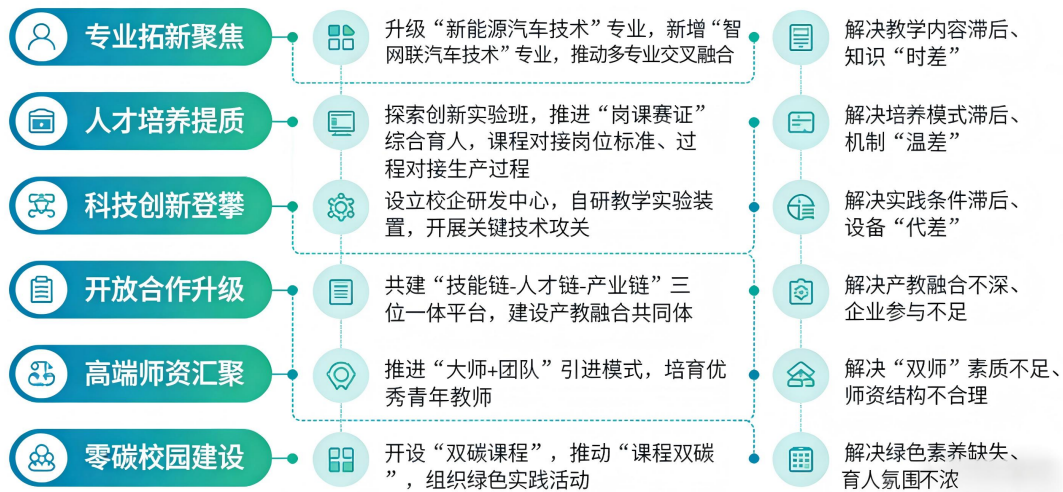 专业拓新聚焦
升级“新能源汽车技术”专业，新增“智
网联汽车技术”专业，推动多专业交叉融合
解决教学内容滞后、
知识“时差”
人才培养提质
探索创新实验班，推进“岗课赛证”
综合育人，课程对接岗位标准、过
程对接生产过程
解决培养模式滞后、
机制“温差”
科技创新登攀
设立校企研发中心，自研教学实验装
置，开展关键技术攻关
解决实践条件滞后、
设备“代差”
开放合作升级
共建“技能链-人才链-产业链”三
位一体平台，建设产教融合共同体
解决产教融合不深、
企业参与不足
高端师资汇聚
推进“大师+团队”引进模式，培育优
秀青年教师
解决“双师”素质不足、
师资结构不合理
零碳校园建设
开设“双碳课程”，推动“课程双碳
”，组织绿色实践活动
解决绿色素养缺失、
育人氛围不浓